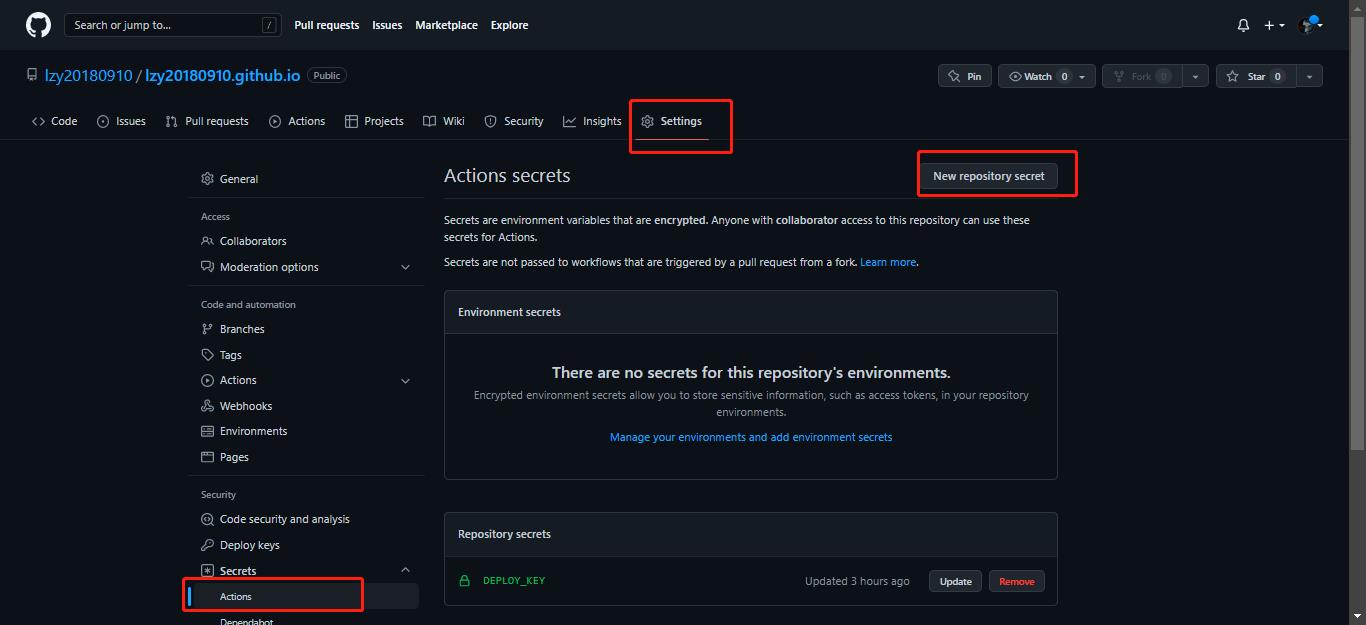 Search or jump to... /
Pull requests Issues Marketplace Explore
lzy20180910 / lzy20180910.github.io Public
Pin Watch 0 Fork 0 Star 0
Code Issues Pull requests Actions Projects Wiki Security Insights Settings
General
Access
Collaborators
Moderation options
Code and automation
Branches
Tags
Actions
Webhooks
Environments
Pages
Security
Code security and analysis
Deploy keys
Secrets
Actions
Dependabot
Actions secrets
New repository secret
Secrets are environment variables that are encrypted. Anyone with collaborator access to this repository can use these
secrets for Actions.
Secrets are not passed to workflows that are triggered by a pull request from a fork. Learn more.
Environment secrets
There are no secrets for this repository's environments.
Encrypted environment secrets allow you to store sensitive information, such as access tokens, in your repository
environments.
Manage your environments and add environment secrets
Repository secrets
DEPLOY_KEY Updated 3 hours ago Update Remove